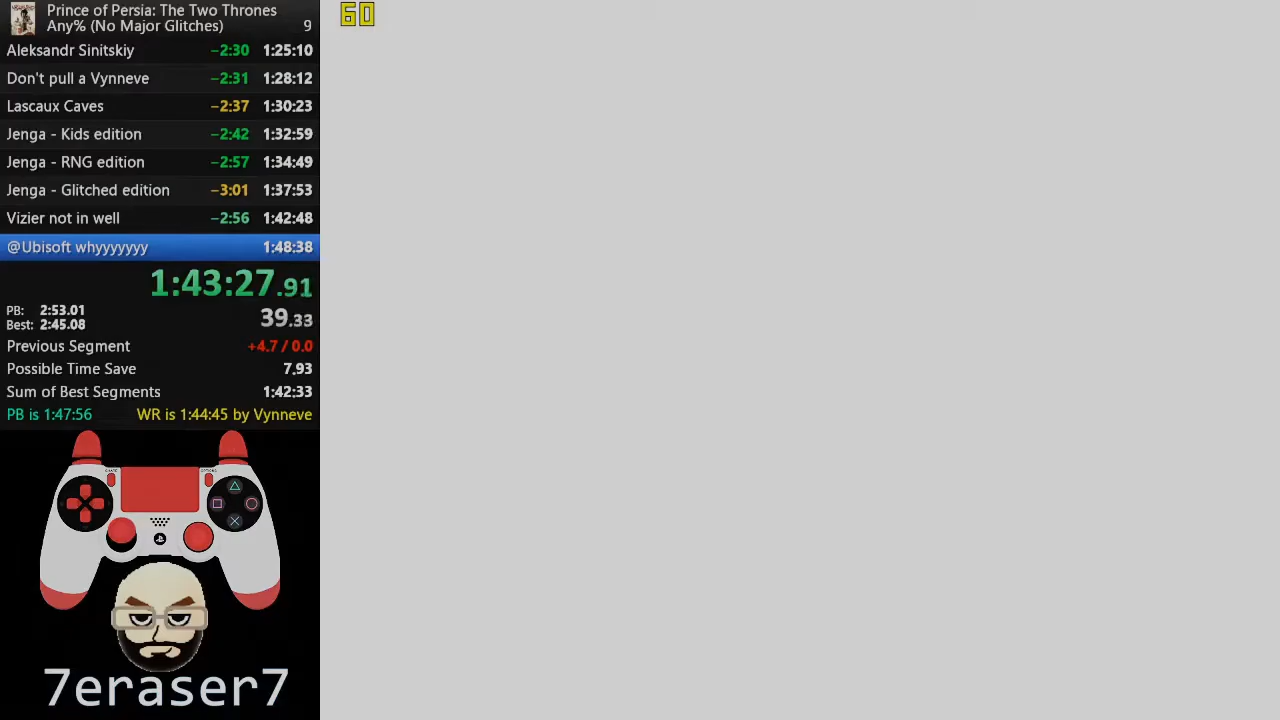 Prince of Persia: The Two Thrones
Any% (No Major Glitches) 9
Aleksandr Sinitskiy −2:30 1:25:10
Don't pull a Vynneve −2:31 1:28:12
Lascaux Caves −2:37 1:30:23
Jenga - Kids edition −2:42 1:32:59
Jenga - RNG edition −2:57 1:34:49
Jenga - Glitched edition −3:01 1:37:53
Vizier not in well −2:56 1:42:48
@Ubisoft whyyyyyyy 1:48:38
1:43:27.91
PB: 2:53.01
Best: 2:45.08
39.33
Previous Segment +4.7 / 0.0
Possible Time Save 7.93
Sum of Best Segments 1:42:33
PB is 1:47:56 WR is 1:44:45 by Vynneve
SHARE OPTIONS
7eraser7
60